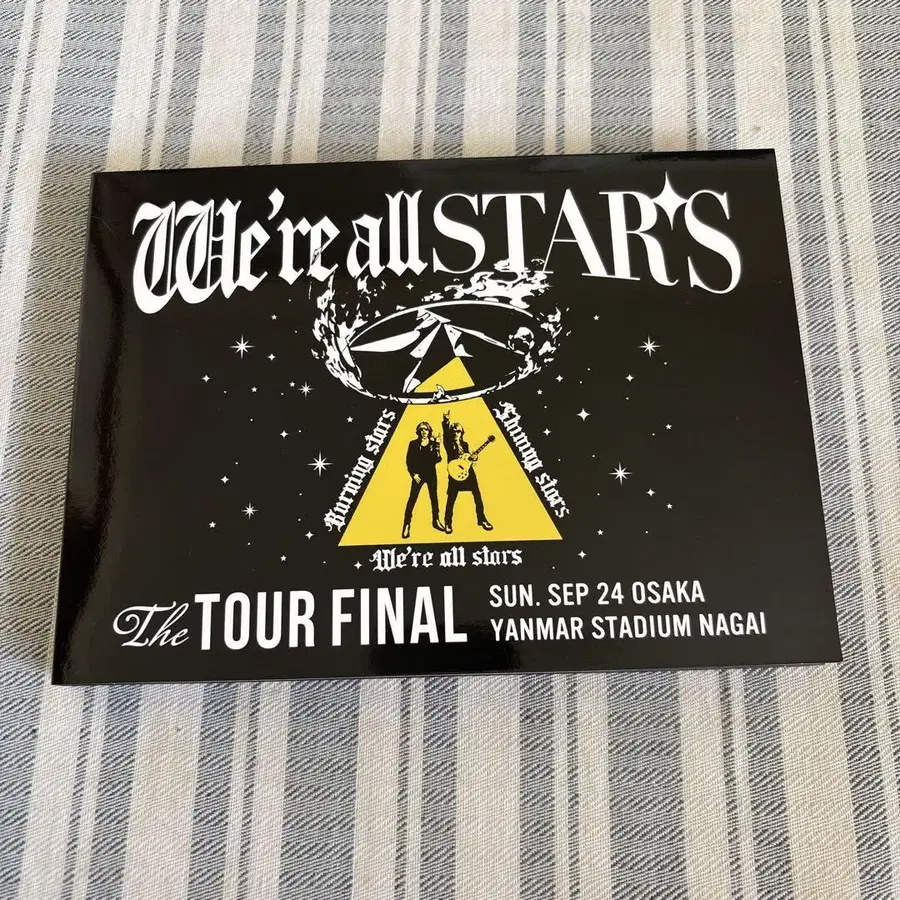 We're all STAR'S
Burning stars
Shining stars
We're all stars
The TOUR FINAL
SUN. SEP 24 OSAKA
YANMAR STADIUM NAGAI